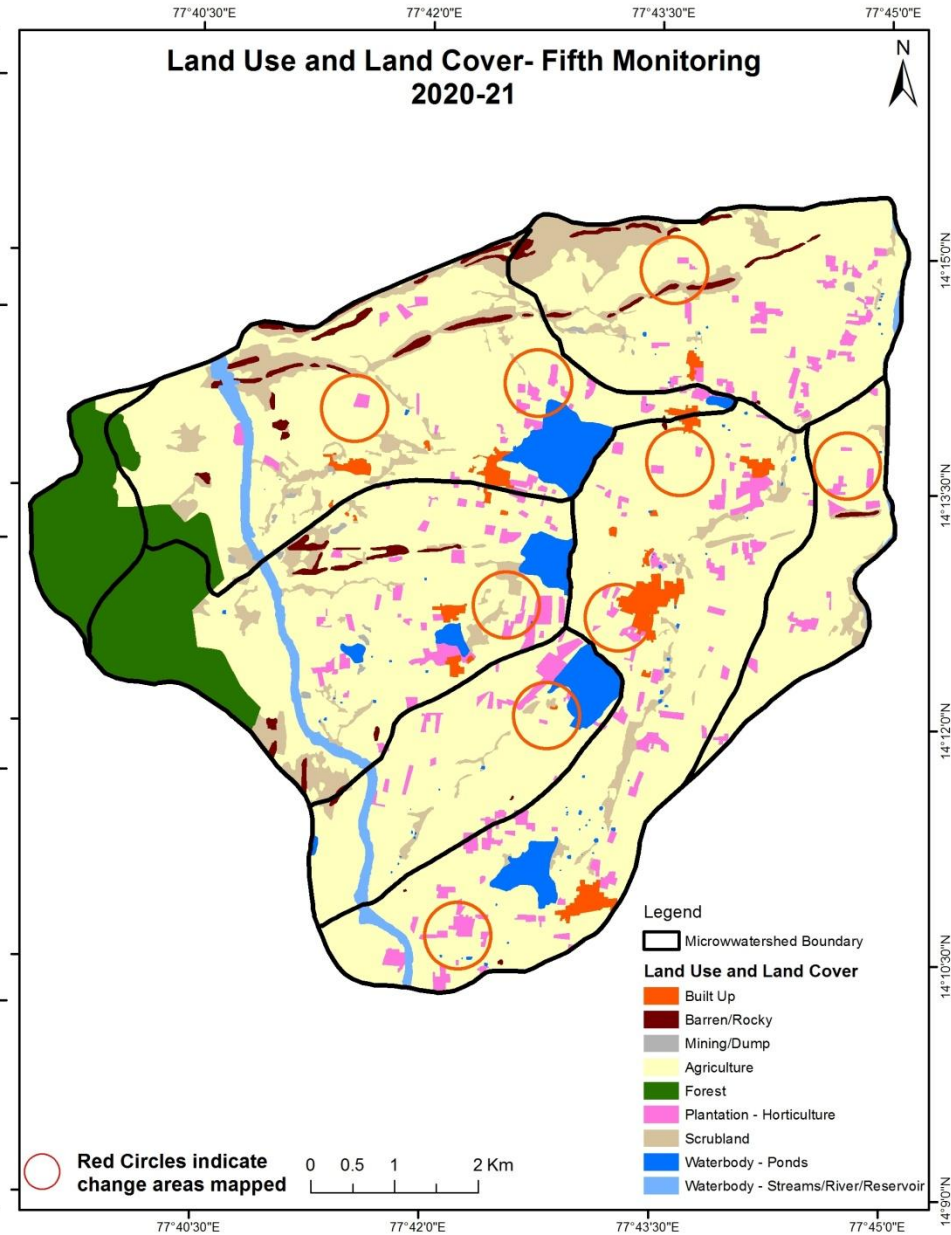 77°40'30"E 77°42'0"E 77°43'30"E 77°45'0"E
Land Use and Land Cover- Fifth Monitoring
2020-21
N
14°15'0"N
14°13'30"N
14°12'0"N
14°10'30"N
14°9'0"N
Legend
Microwwatershed Boundary
Land Use and Land Cover
Built Up
Barren/Rocky
Mining/Dump
Agriculture
Forest
Plantation - Horticulture
Scrubland
Waterbody - Ponds
Waterbody - Streams/River/Reservoir
Red Circles indicate
change areas mapped
0 0.5 1 2 Km
77°40'30"E 77°42'0"E 77°43'30"E 77°45'0"E